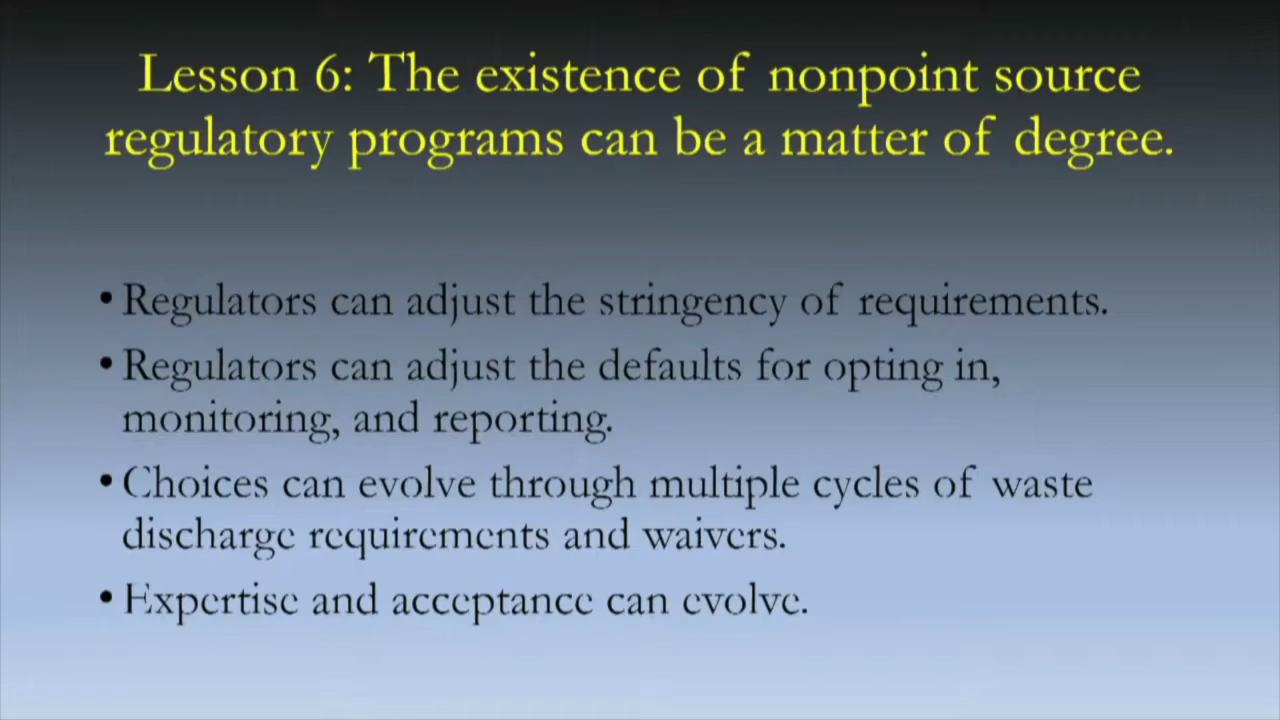 Lesson 6: The existence of nonpoint source
regulatory programs can be a matter of degree.
• Regulators can adjust the stringency of requirements.
• Regulators can adjust the defaults for opting in,
monitoring, and reporting.
• Choices can evolve through multiple cycles of waste
discharge requirements and waivers.
• Expertise and acceptance can evolve.